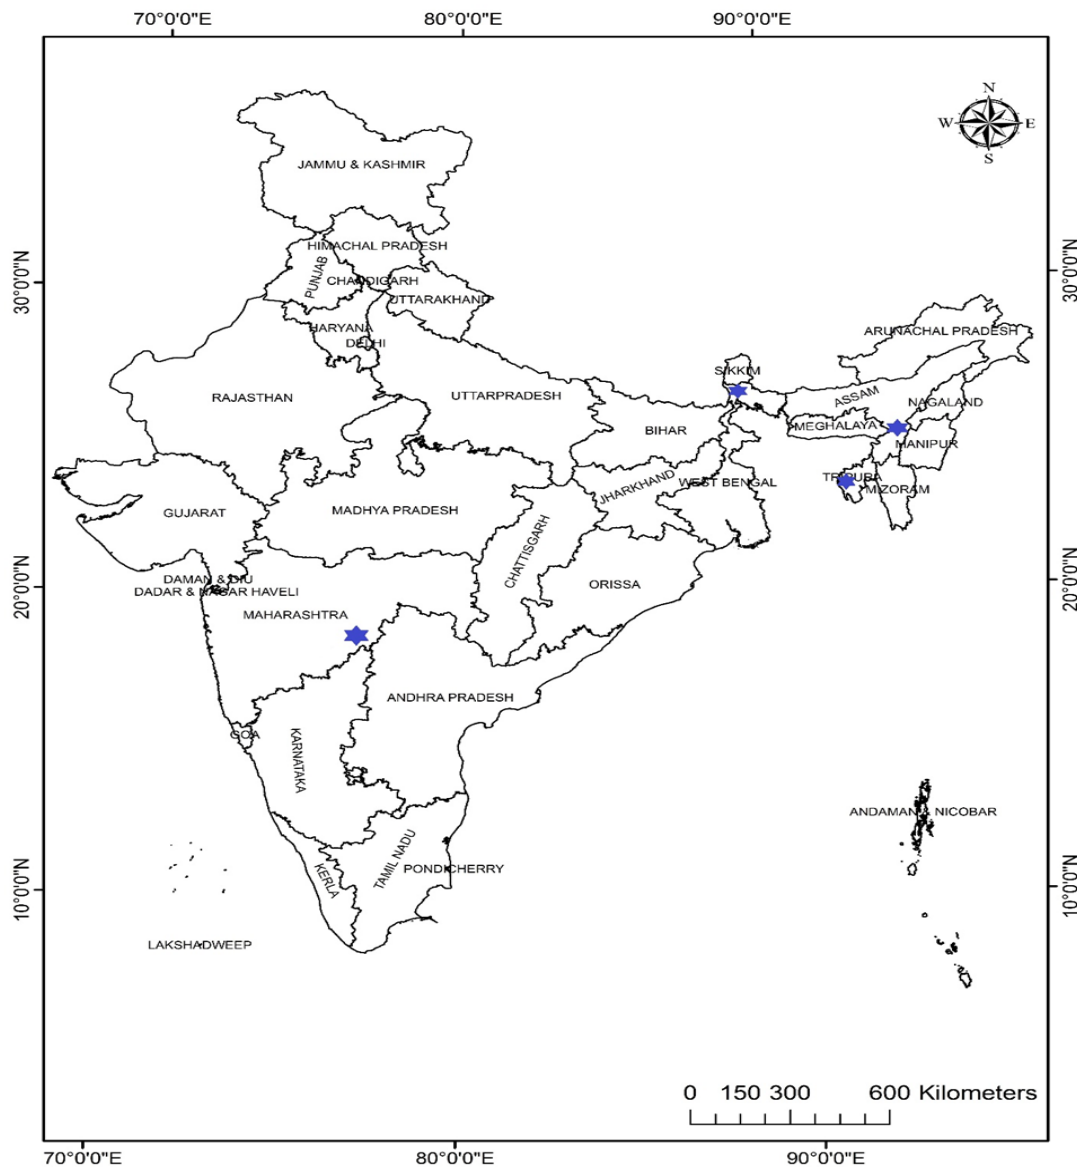 70°0'0"E 80°0'0"E 90°0'0"E
N
W E
S
JAMMU & KASHMIR
HIMACHAL PRADESH
PUNJAB
CHANDIGARH
30°0'0"N
30°0'0"N
UTTARAKHAND
HARYANA
DELHI
ARUNACHAL PRADESH
SIKKIM
RAJASTHAN
UTTARPRADESH
ASSAM
NAGALAND
BIHAR
MEGHALAYA
MANIPUR
JHARKHAND
WEST BENGAL
TRIPURA
MIZORAM
GUJARAT
MADHYA PRADESH
CHATTISGARH
DAMAN & DIU
DADAR & NAGAR HAVELI
ORISSA
20°0'0"N
20°0'0"N
MAHARASHTRA
ANDHRA PRADESH
GOA
KARNATAKA
ANDAMAN & NICOBAR
TAMIL NADU
PONDICHERRY
KERLA
10°0'0"N
10°0'0"N
LAKSHADWEEP
0 150 300 600 Kilometers
70°0'0"E 80°0'0"E 90°0'0"E